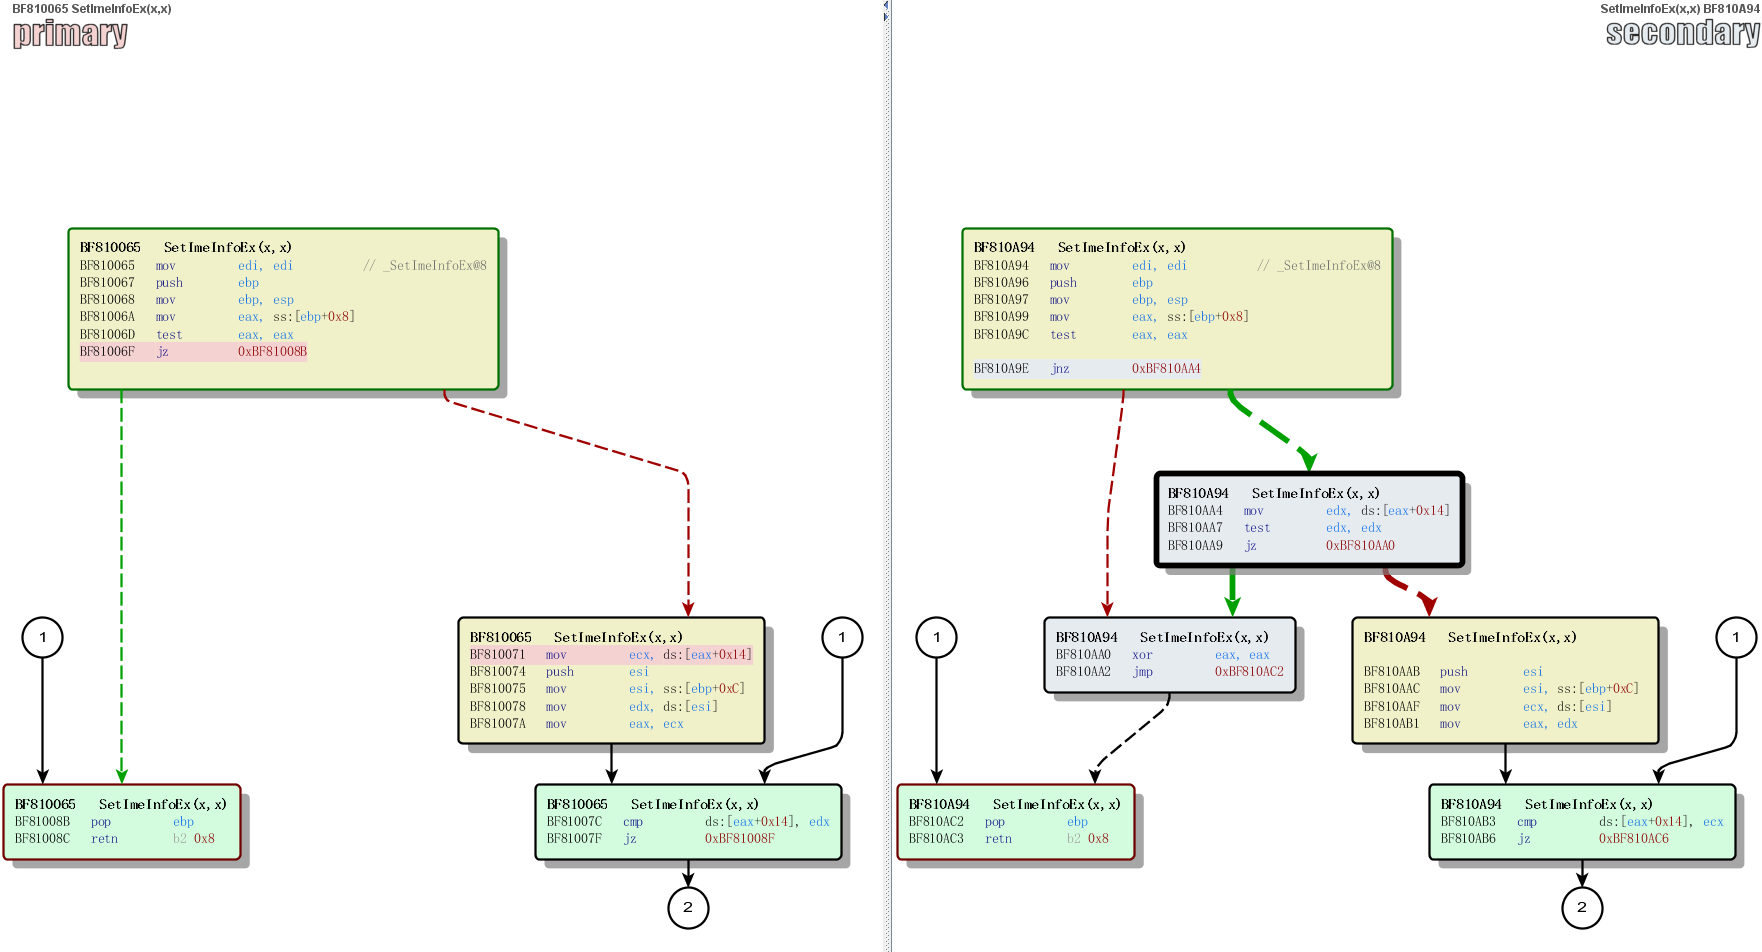 BF810065 SetImeInfoEx(x,x)
primary
BF810065 SetImeInfoEx(x,x)
BF810065 mov edi, edi // _SetImeInfoEx@8
BF810067 push ebp
BF810068 mov ebp, esp
BF81006A mov eax, ss:[ebp+0x8]
BF81006D test eax, eax
BF81006F jz 0xBF81008B
1
BF810065 SetImeInfoEx(x,x)
BF810071 mov ecx, ds:[eax+0x14]
BF810074 push esi
BF810075 mov esi, ss:[ebp+0xC]
BF810078 mov edx, ds:[esi]
BF81007A mov eax, ecx
1
BF810065 SetImeInfoEx(x,x)
BF81008B pop ebp
BF81008C retn b2 0x8
BF810065 SetImeInfoEx(x,x)
BF81007C cmp ds:[eax+0x14], edx
BF81007F jz 0xBF81008F
2
SetImeInfoEx(x,x) BF810A94
secondary
BF810A94 SetImeInfoEx(x,x)
BF810A94 mov edi, edi // _SetImeInfoEx@8
BF810A96 push ebp
BF810A97 mov ebp, esp
BF810A99 mov eax, ss:[ebp+0x8]
BF810A9C test eax, eax
BF810A9E jnz 0xBF810AA4
BF810A94 SetImeInfoEx(x,x)
BF810AA4 mov edx, ds:[eax+0x14]
BF810AA7 test edx, edx
BF810AA9 jz 0xBF810AA0
1
BF810A94 SetImeInfoEx(x,x)
BF810AA0 xor eax, eax
BF810AA2 jmp 0xBF810AC2
BF810A94 SetImeInfoEx(x,x)
BF810AAB push esi
BF810AAC mov esi, ss:[ebp+0xC]
BF810AAF mov ecx, ds:[esi]
BF810AB1 mov eax, edx
1
BF810A94 SetImeInfoEx(x,x)
BF810AC2 pop ebp
BF810AC3 retn b2 0x8
BF810A94 SetImeInfoEx(x,x)
BF810AB3 cmp ds:[eax+0x14], ecx
BF810AB6 jz 0xBF810AC6
2